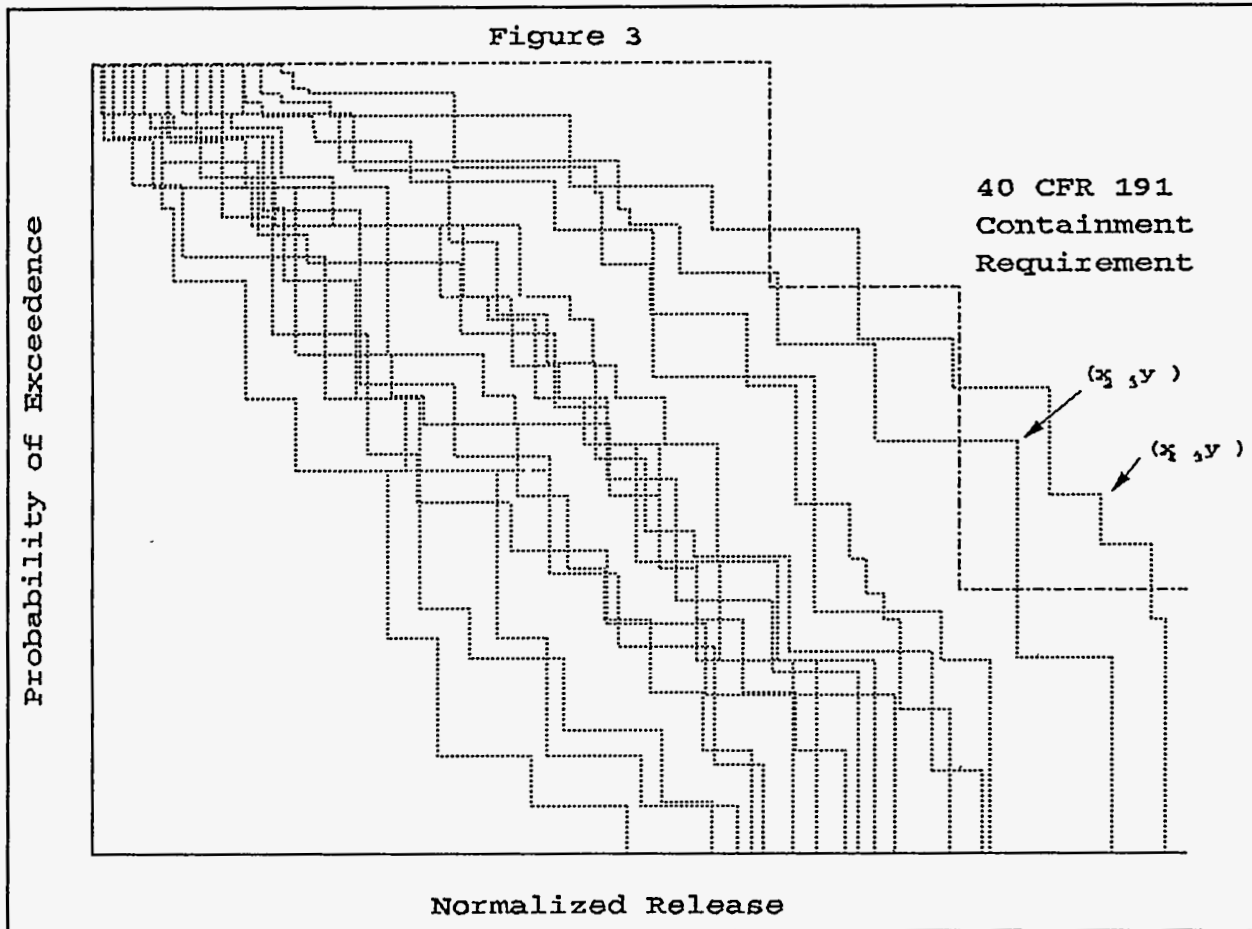 Figure 3
40 CFR 191
Containment
Requirement
Probability of Exceedence
Normalized Release